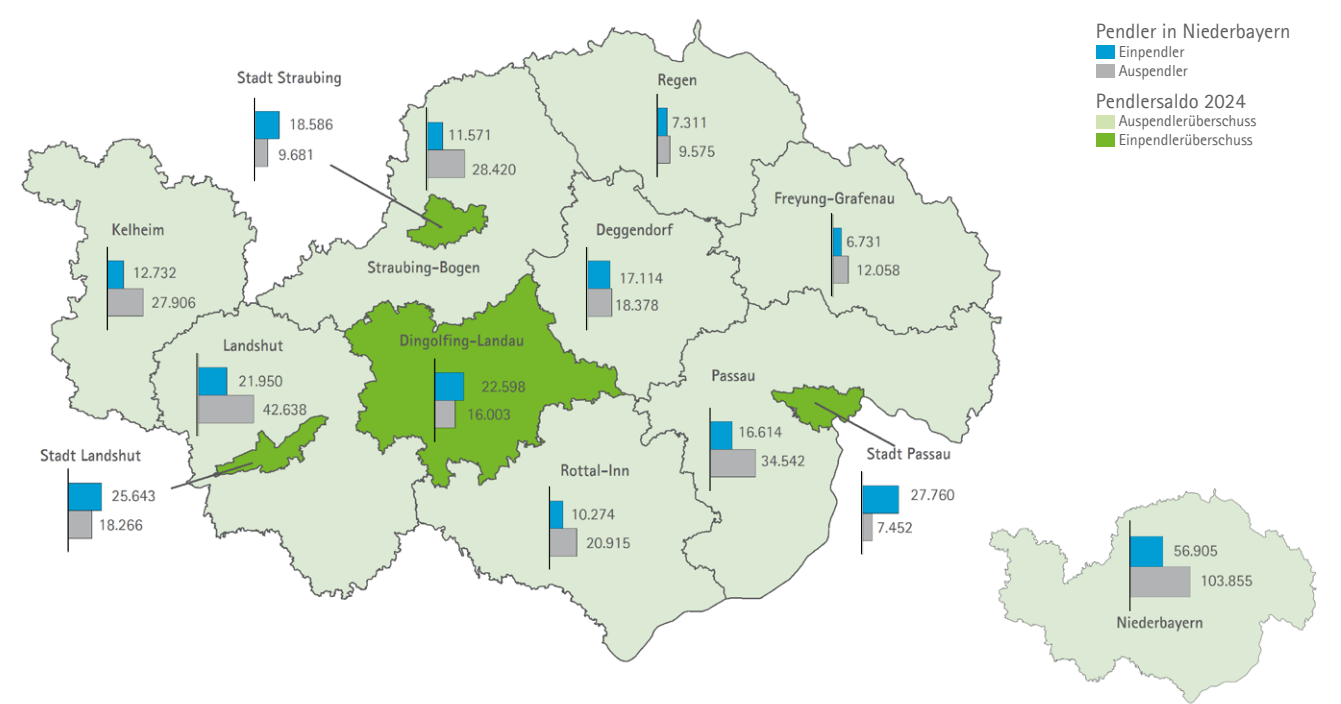 Pendler in Niederbayern
Einpendler
Auspendler
Pendlersaldo 2024
Auspendlerüberschuss
Einpendlerüberschuss
Stadt Straubing
18.586
9.681
11.571
28.420
Straubing-Bogen
Regen
7.311
9.575
Freyung-Grafenau
6.731
12.058
Kelheim
12.732
27.906
Deggendorf
17.114
18.378
Landshut
21.950
42.638
Dingolfing-Landau
22.598
16.003
Passau
16.614
34.542
Stadt Landshut
25.643
18.266
Rottal-Inn
10.274
20.915
Stadt Passau
27.760
7.452
56.905
103.855
Niederbayern